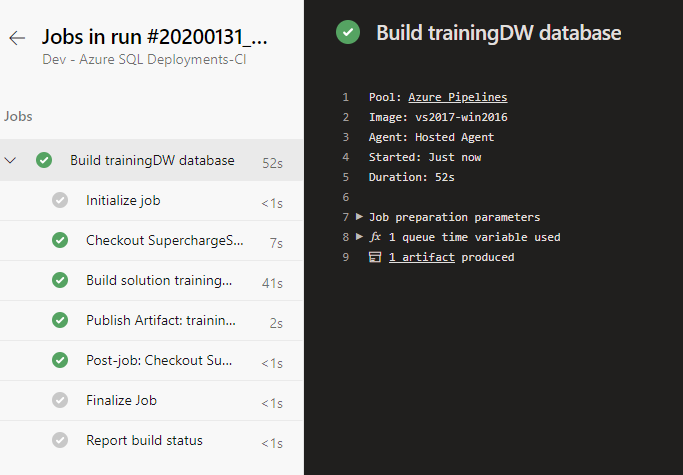 Jobs in run #20200131_...
Dev - Azure SQL Deployments-CI
Jobs
Build trainingDW database 52s
Initialize job <1s
Checkout SuperchargeS... 7s
Build solution training... 41s
Publish Artifact: trainin... 2s
Post-job: Checkout Su... <1s
Finalize Job <1s
Report build status <1s
Build trainingDW database
1 Pool: Azure Pipelines
2 Image: vs2017-win2016
3 Agent: Hosted Agent
4 Started: Just now
5 Duration: 52s
6
7 Job preparation parameters
8 fx 1 queue time variable used
9 1 artifact produced